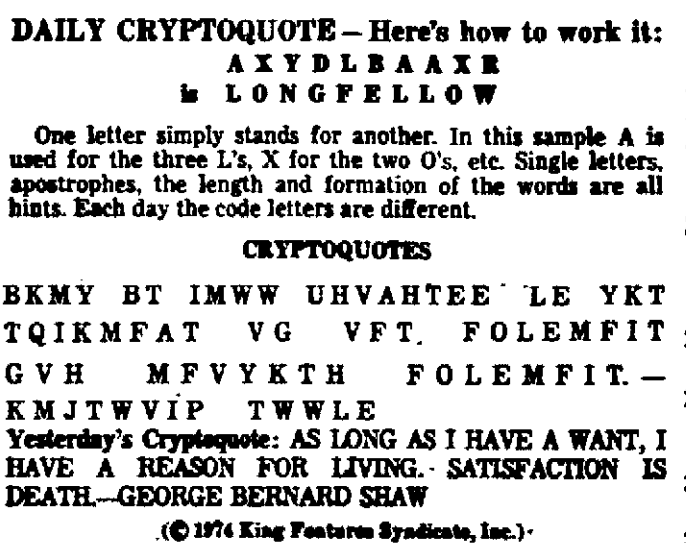 DAILY CRYPTOQUOTE – Here's how to work it:
A X Y D L B A A X R
is L O N G F E L L O W
One letter simply stands for another. In this sample A is
used for the three L's, X for the two O's, etc. Single letters,
apostrophes, the length and formation of the words are all
hints. Each day the code letters are different.
CRYPTOQUOTES
BKMY BT IMWW UHVAHTEE LE YKT
TQIKMFAT VG VFT. FOLEMFIT
GVH MFVYKTH FOLEMFIT. —
KMJTWVIP TWWLE
Yesterday's Cryptoquote: AS LONG AS I HAVE A WANT, I
HAVE A REASON FOR LIVING. SATISFACTION IS
DEATH.—GEORGE BERNARD SHAW
(© 1974 King Features Syndicate, Inc.)